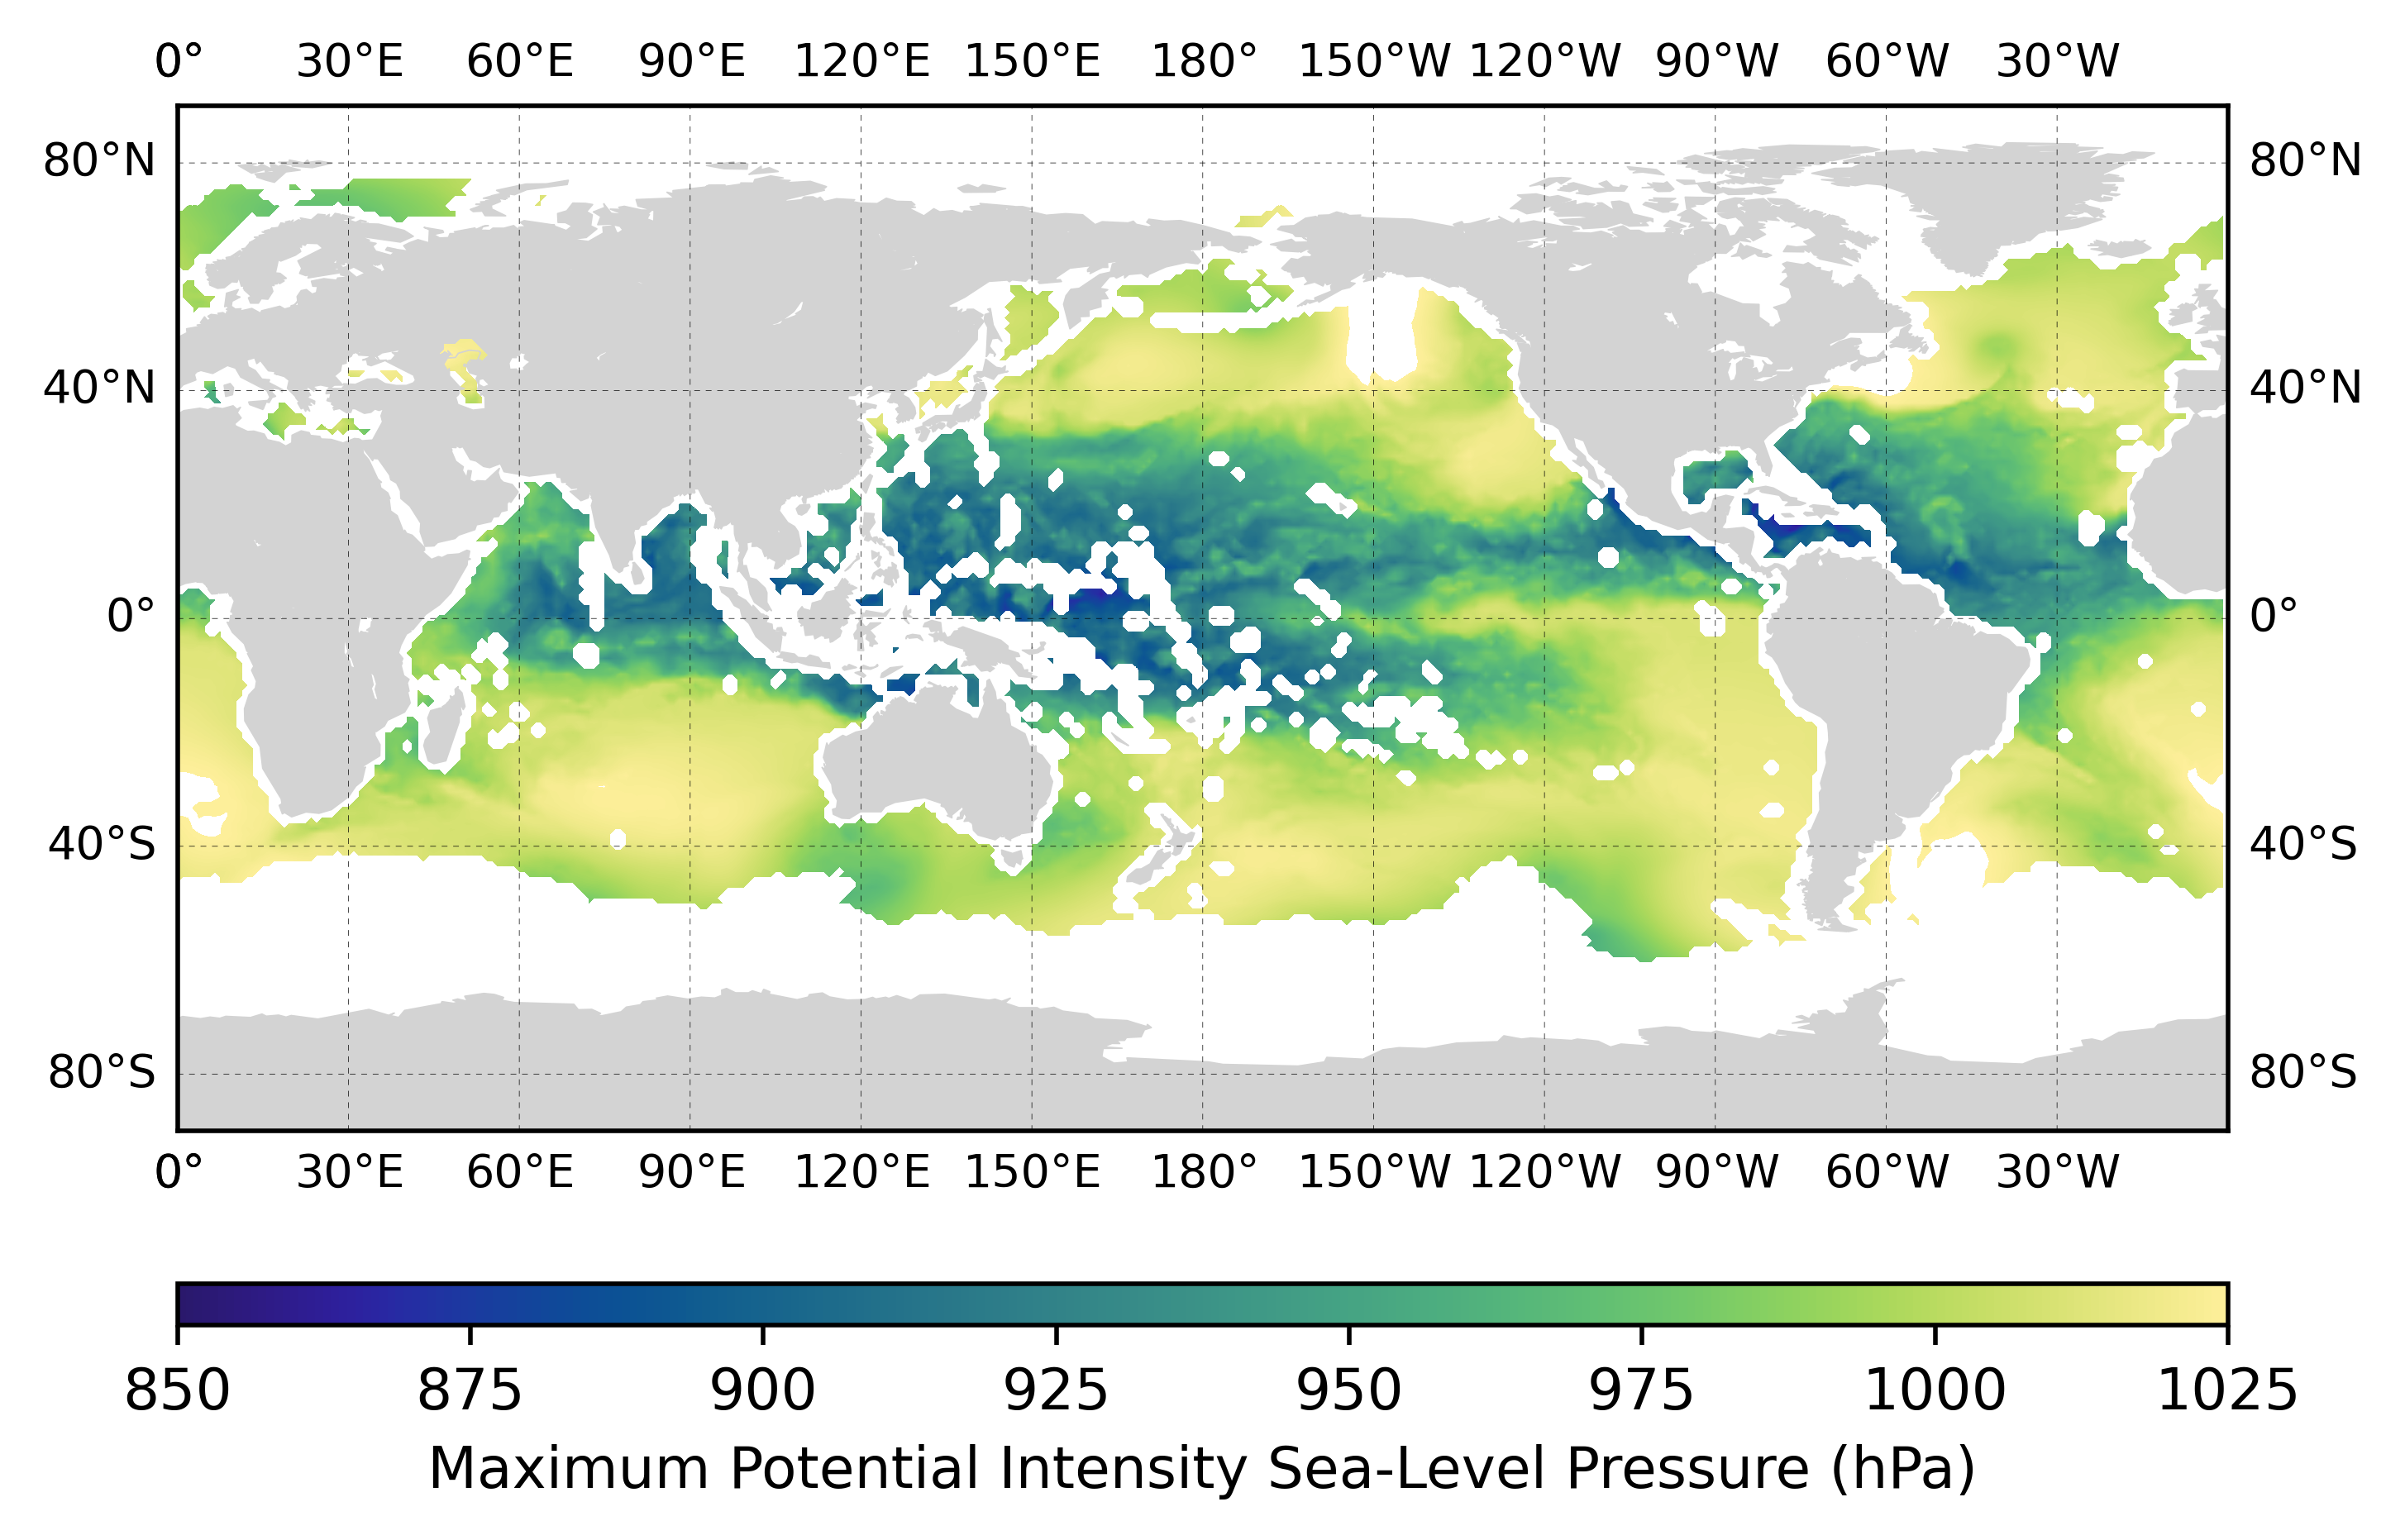 0° 30°E 60°E 90°E 120°E 150°E 180° 150°W 120°W 90°W 60°W 30°W
80°N 80°N
40°N 40°N
0° 0°
40°S 40°S
80°S 80°S
0° 30°E 60°E 90°E 120°E 150°E 180° 150°W 120°W 90°W 60°W 30°W
850 875 900 925 950 975 1000 1025
Maximum Potential Intensity Sea-Level Pressure (hPa)